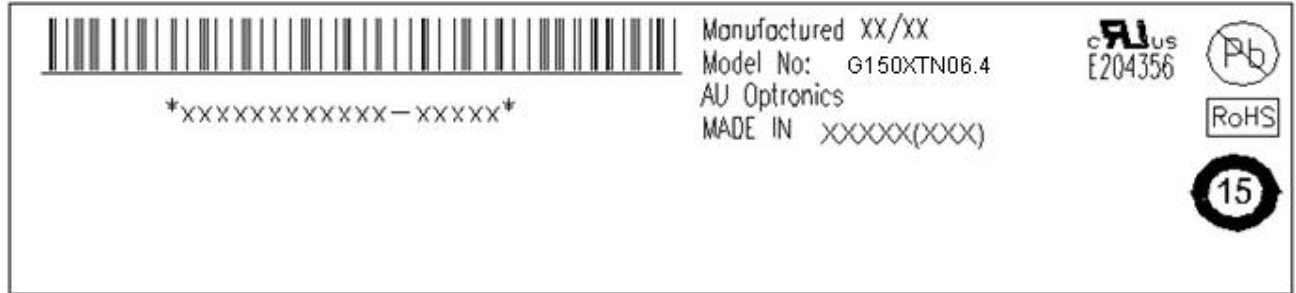 *XXXXXXXXXXXX-XXXXX*
Manufactured XX/XX
Model No: G150XTN06.4
AU Optronics
MADE IN XXXXX(XXX)
c RU us
E204356
Pb
RoHS
15